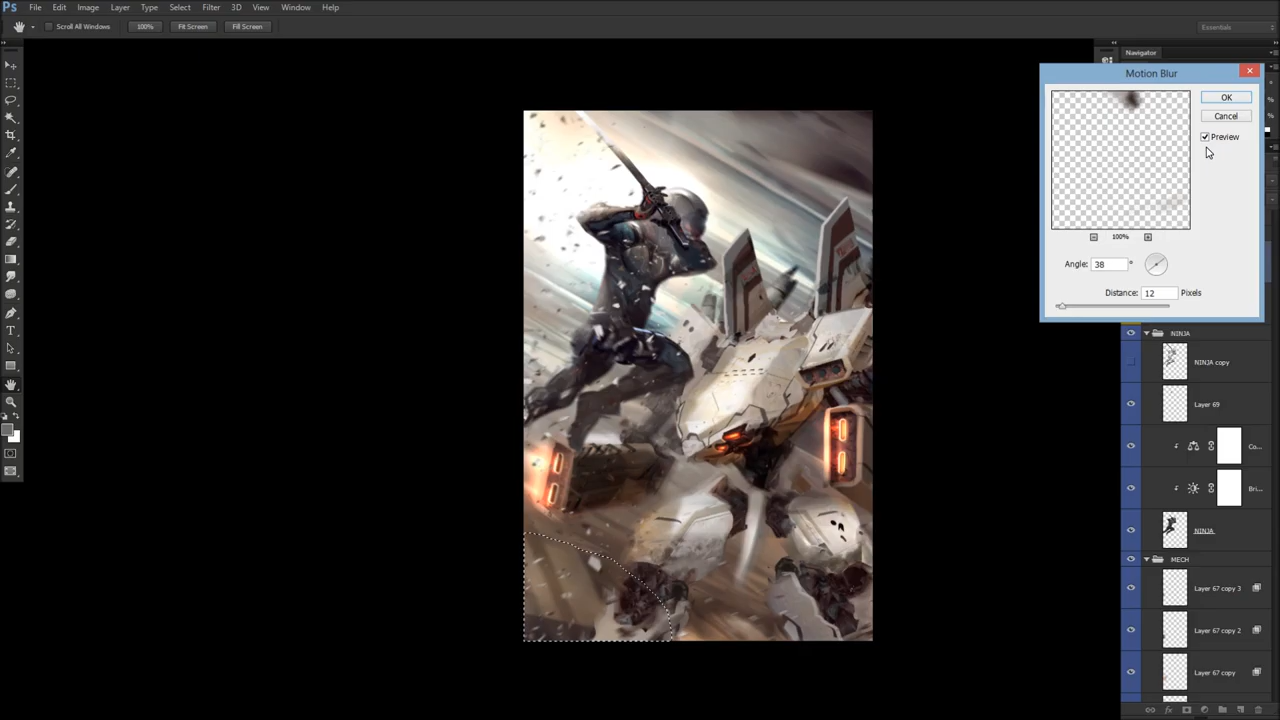 Ps File Edit Image Layer Type Select Filter 3D View Window Help
Scroll All Windows 100% Fit Screen Fill Screen Essentials
Navigator
Motion Blur
OK
Cancel
Preview
100%
Angle: 38 °
Distance: 12 Pixels
NINJA
NINJA copy
Layer 69
Co...
Bri...
NINJA
MECH
Layer 67 copy 3
Layer 67 copy 2
Layer 67 copy